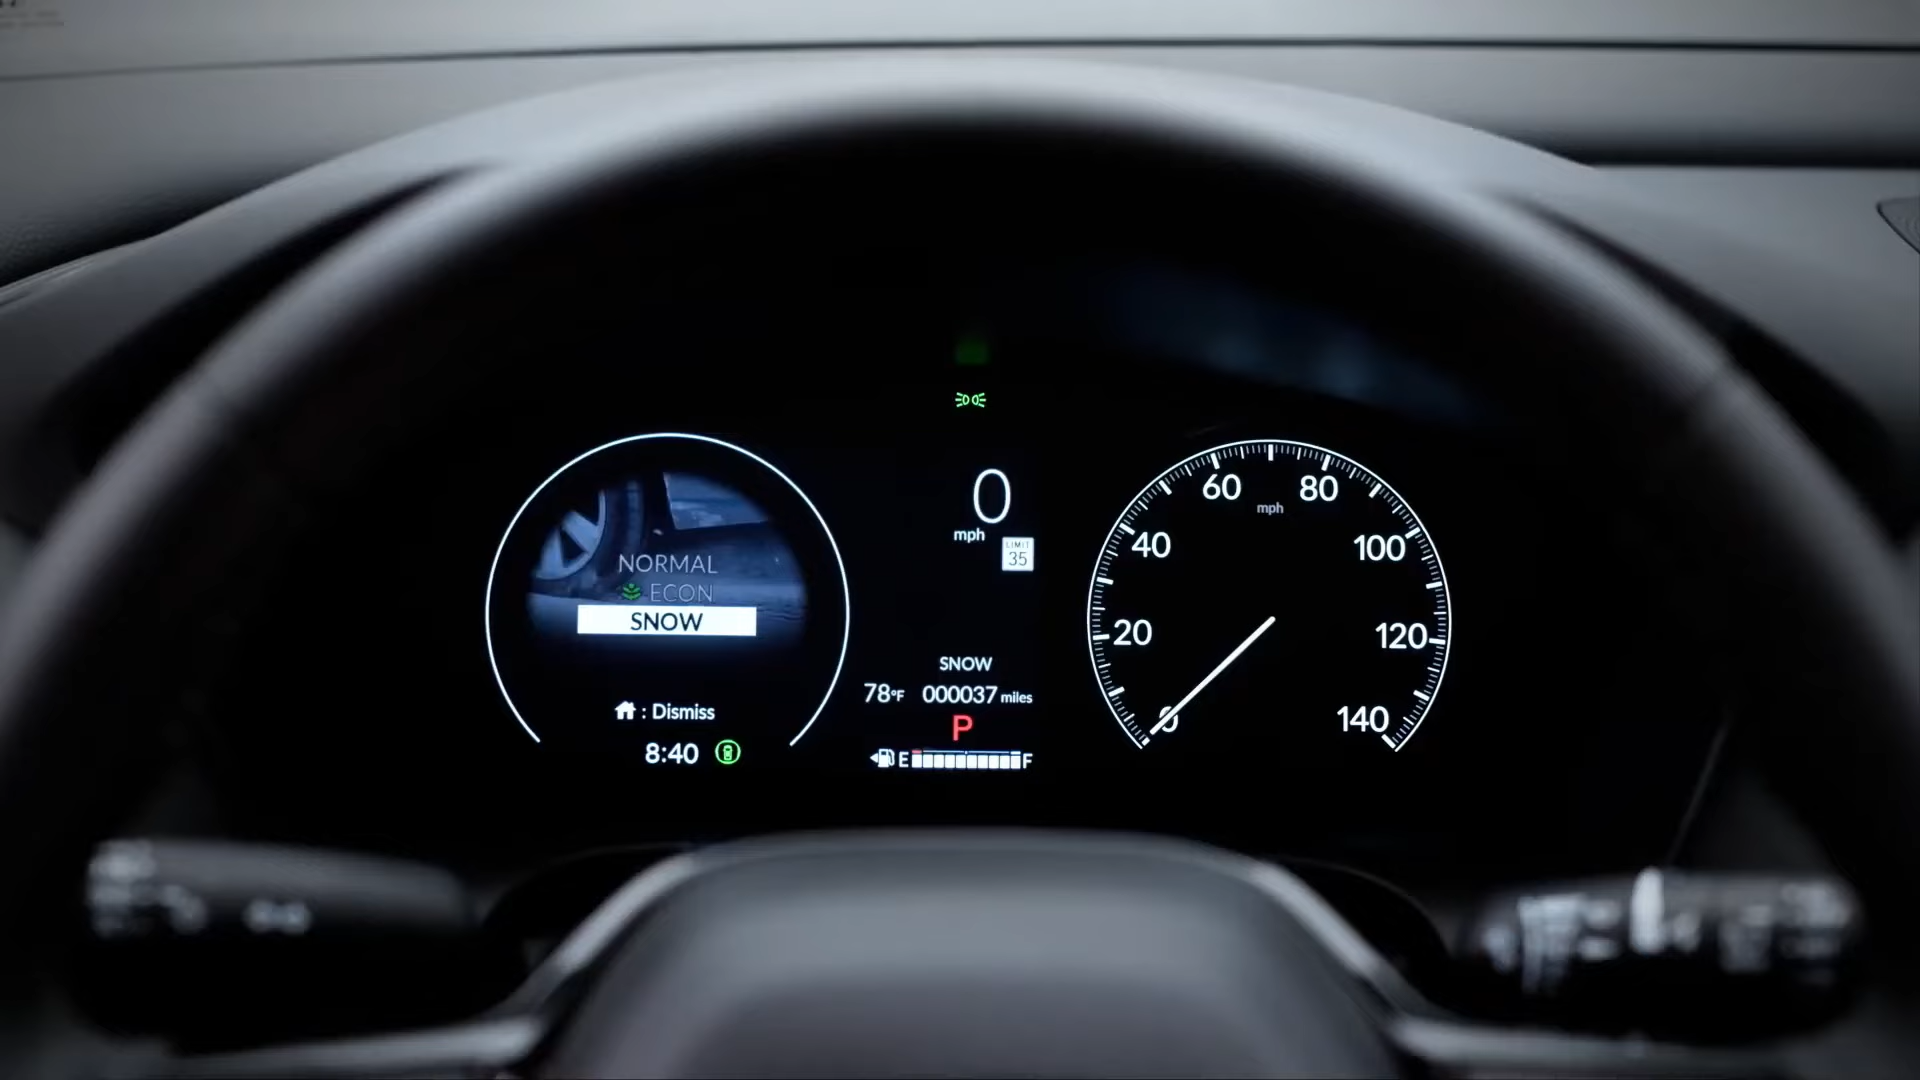 NORMAL
ECON
SNOW
: Dismiss
8:40
0
mph
LIMIT
35
SNOW
78°F 000037 miles
P
E F
0
20
40
60
mph
80
100
120
140